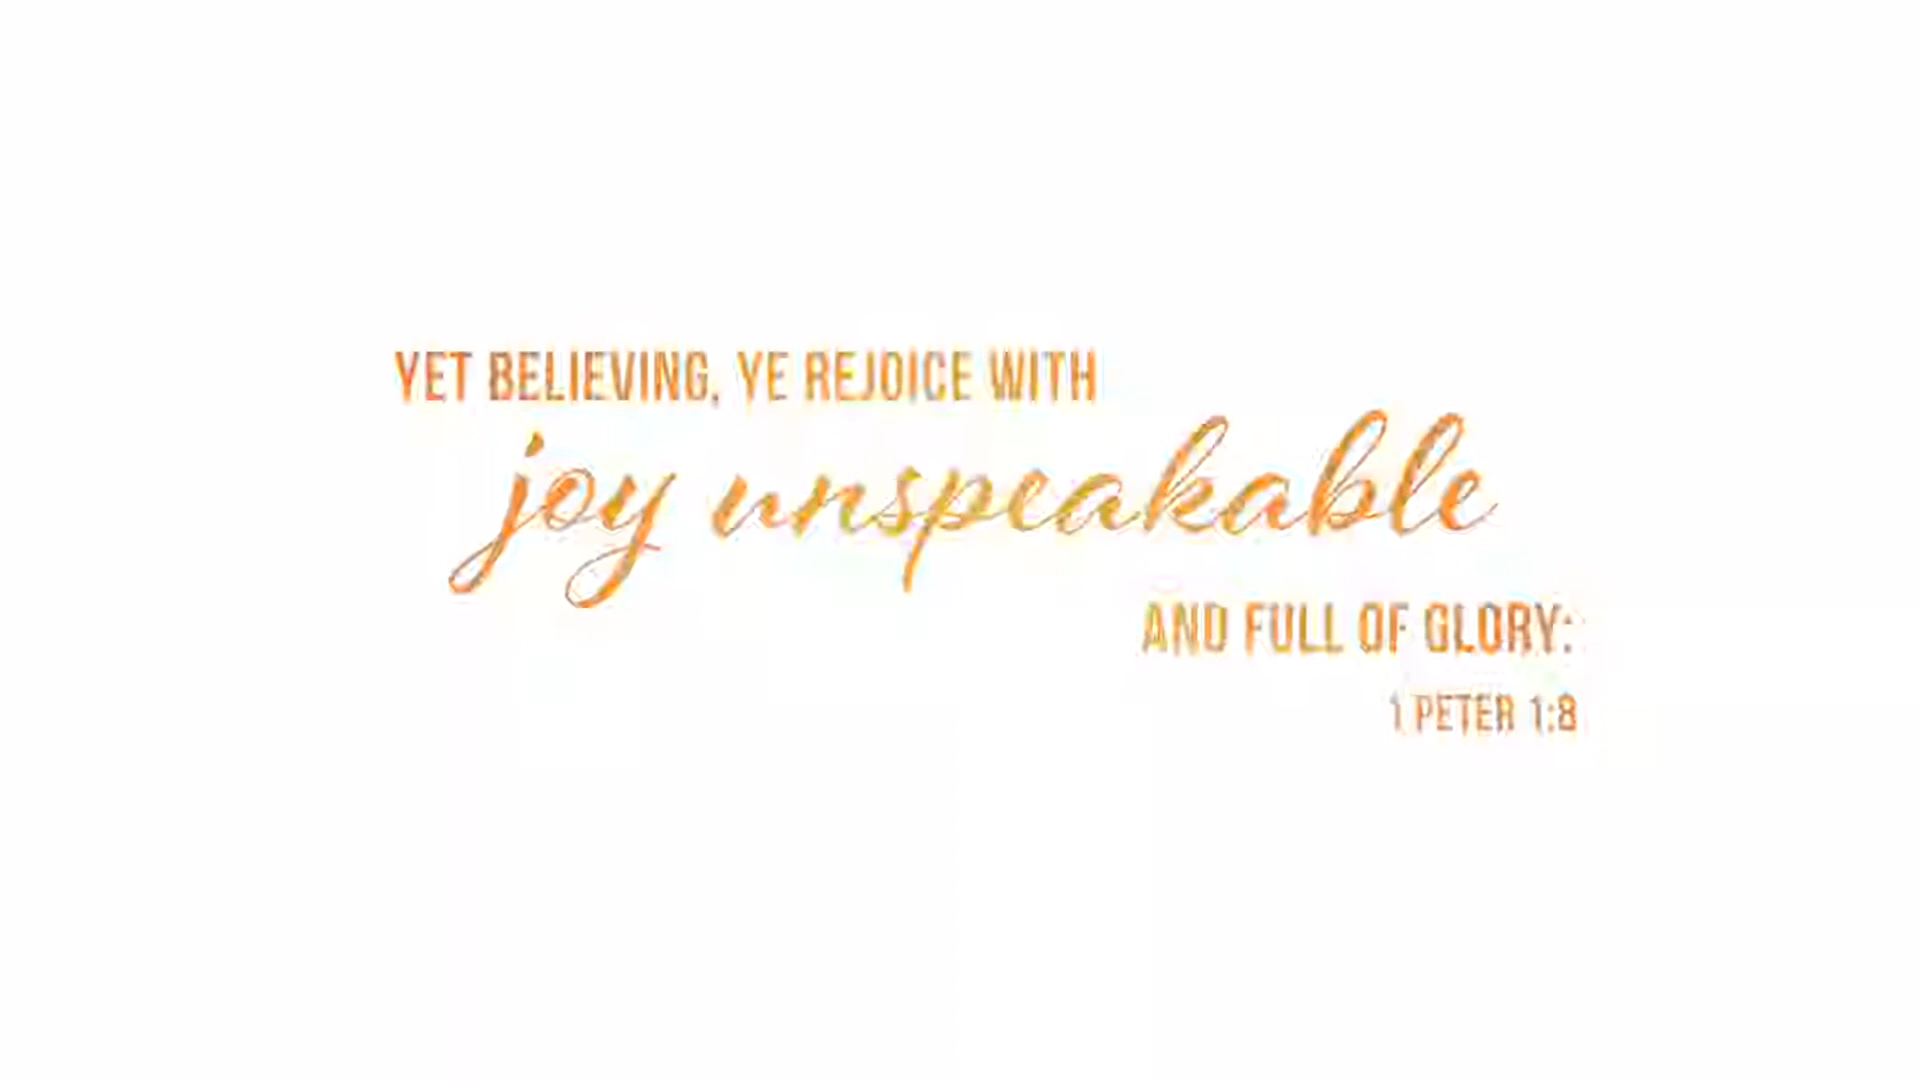 YET BELIEVING, YE REJOICE WITH
joy unspeakable
AND FULL OF GLORY:
1 PETER 1:8